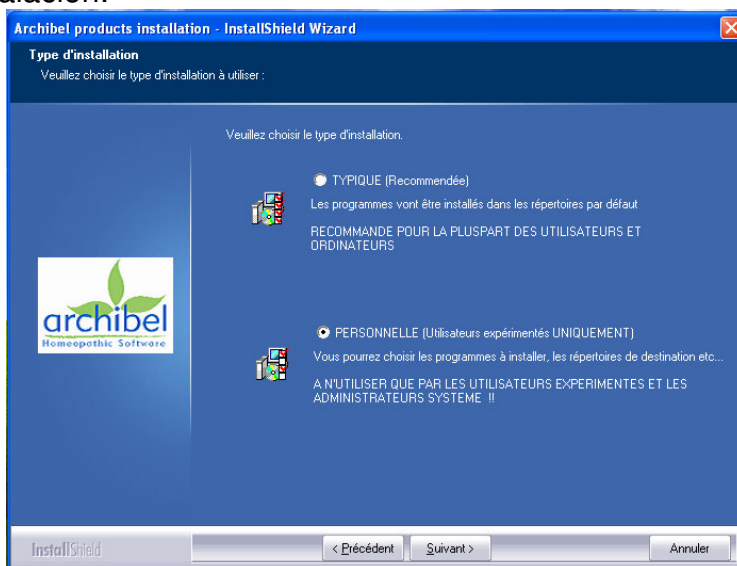 Archibel products installation - InstallShield Wizard
Type d'installation
Veuillez choisir le type d'installation à utiliser :
Veuillez choisir le type d'installation.
TYPIQUE (Recommendée)
Les programmes vont être installés dans les répertoires par défaut
RECOMMANDE POUR LA PLUSPART DES UTILISATEURS ET
ORDINATEURS
archibel
Homeopathic Software
PERSONNELLE (Utilisateurs expérimentés UNIQUEMENT)
Vous pourrez choisir les programmes à installer, les répertoires de destination etc...
A N'UTILISER QUE PAR LES UTILISATEURS EXPERIMENTES ET LES
ADMINISTRATEURS SYSTEME !!
InstallShield
< Précédent
Suivant >
Annuler